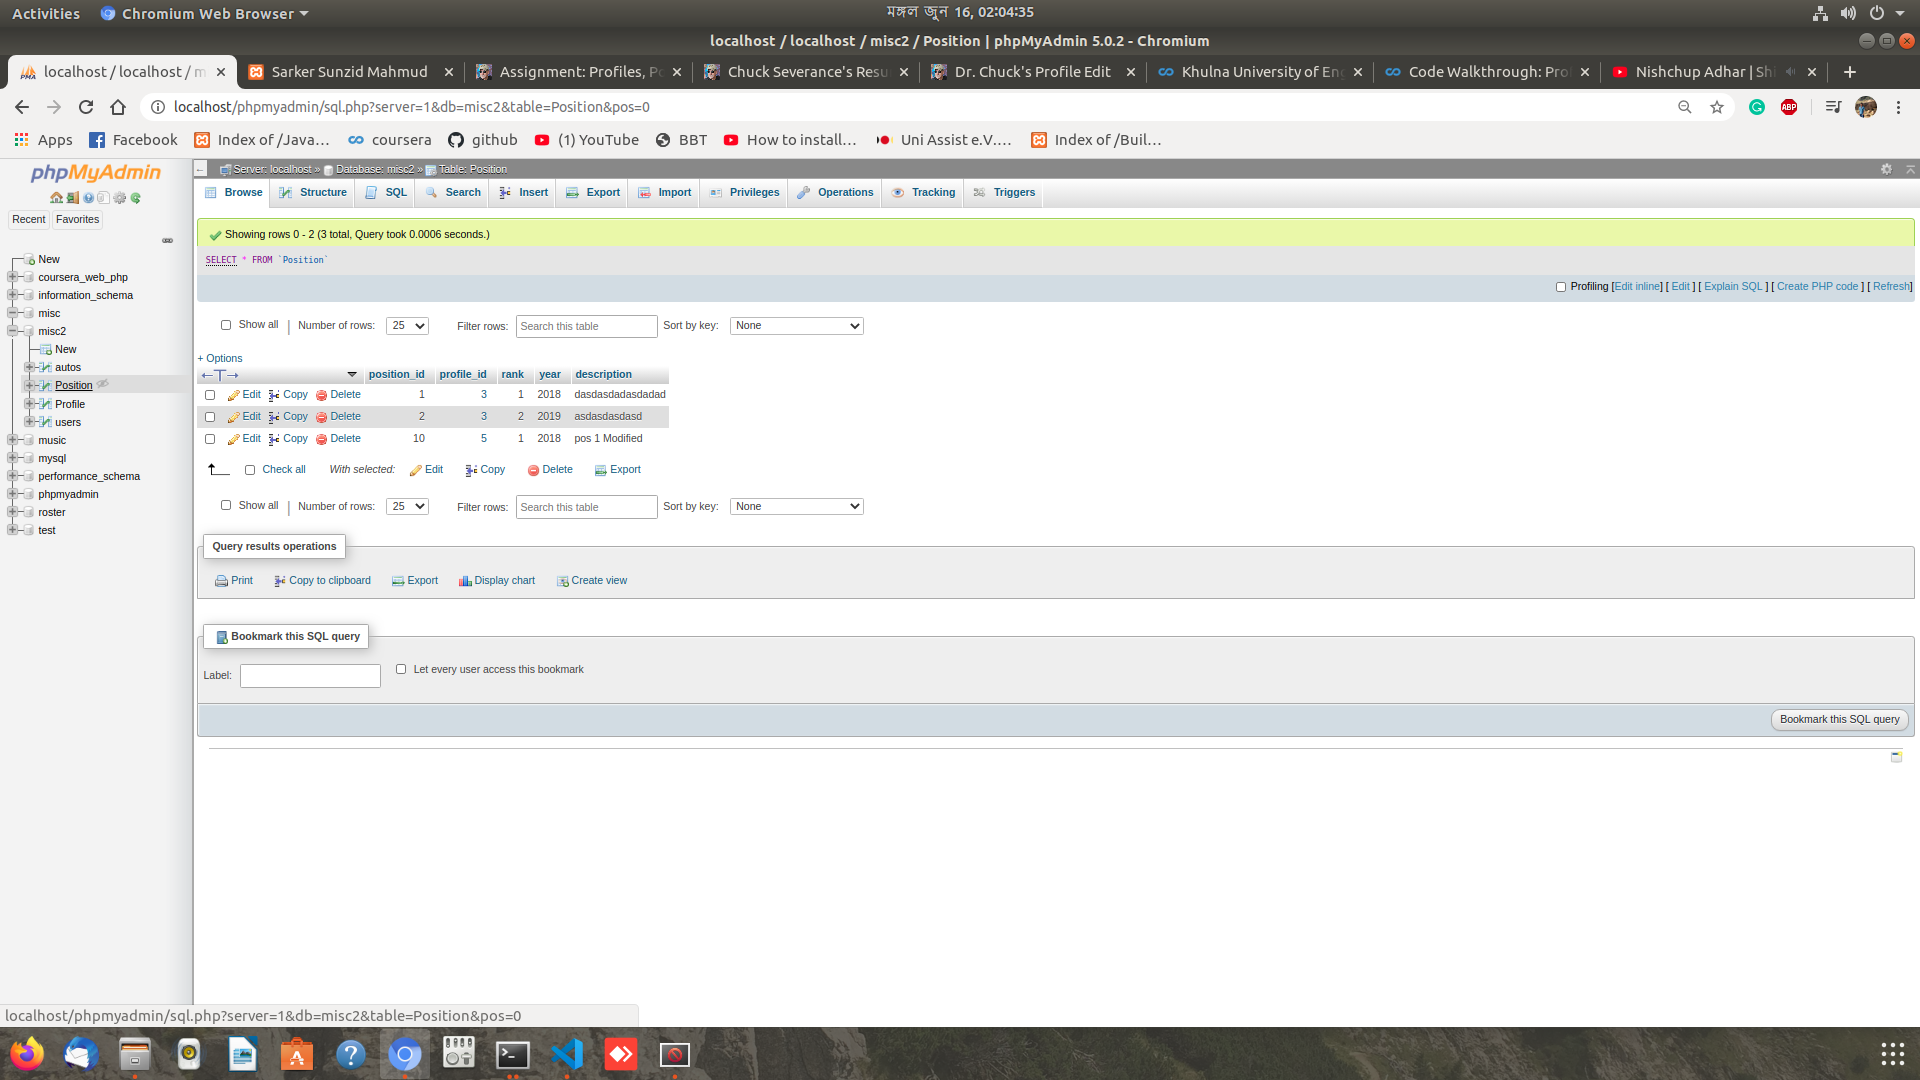 Activities Chromium Web Browser মঙ্গল জুন 16, 02:04:35
localhost / localhost / misc2 / Position | phpMyAdmin 5.0.2 - Chromium
localhost / localhost / m Sarker Sunzid Mahmud Assignment: Profiles, Po Chuck Severance's Resu Dr. Chuck's Profile Edit Khulna University of En Code Walkthrough: Pro Nishchup Adhar | Shi
localhost/phpmyadmin/sql.php?server=1&db=misc2&table=Position&pos=0 ABP
Apps Facebook Index of /Java… coursera github (1) YouTube BBT How to install… Uni Assist e.V.… Index of /Buil…
phpMyAdmin
Recent Favorites
New
coursera_web_php
information_schema
misc
misc2
New
autos
Position
Profile
users
music
mysql
performance_schema
phpmyadmin
roster
test
Server: localhost » Database: misc2 » Table: Position
Browse Structure SQL Search Insert Export Import Privileges Operations Tracking Triggers
Showing rows 0 - 2 (3 total, Query took 0.0006 seconds.)
SELECT * FROM `Position`
Profiling [Edit inline] [ Edit ] [ Explain SQL ] [ Create PHP code ] [ Refresh]
Show all | Number of rows: 25 Filter rows: Search this table Sort by key: None
+ Options
←T→ position_id profile_id rank year description
Edit Copy Delete 1 3 1 2018 dasdasdadasdadad
Edit Copy Delete 2 3 2 2019 asdasdasdasd
Edit Copy Delete 10 5 1 2018 pos 1 Modified
Check all With selected: Edit Copy Delete Export
Show all | Number of rows: 25 Filter rows: Search this table Sort by key: None
Query results operations
Print Copy to clipboard Export Display chart Create view
Bookmark this SQL query
Label: Let every user access this bookmark
Bookmark this SQL query
localhost/phpmyadmin/sql.php?server=1&db=misc2&table=Position&pos=0